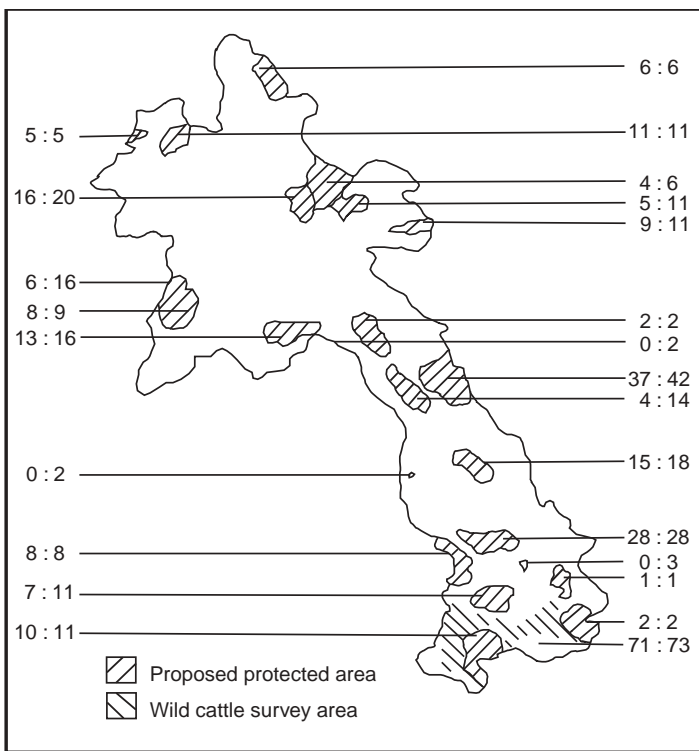 6 : 6
5 : 5
11 : 11
4 : 6
16 : 20
5 : 11
9 : 11
6 : 16
8 : 9
2 : 2
13 : 16
0 : 2
37 : 42
4 : 14
15 : 18
0 : 2
28 : 28
8 : 8
0 : 3
1 : 1
7 : 11
2 : 2
10 : 11
71 : 73
Proposed protected area
Wild cattle survey area